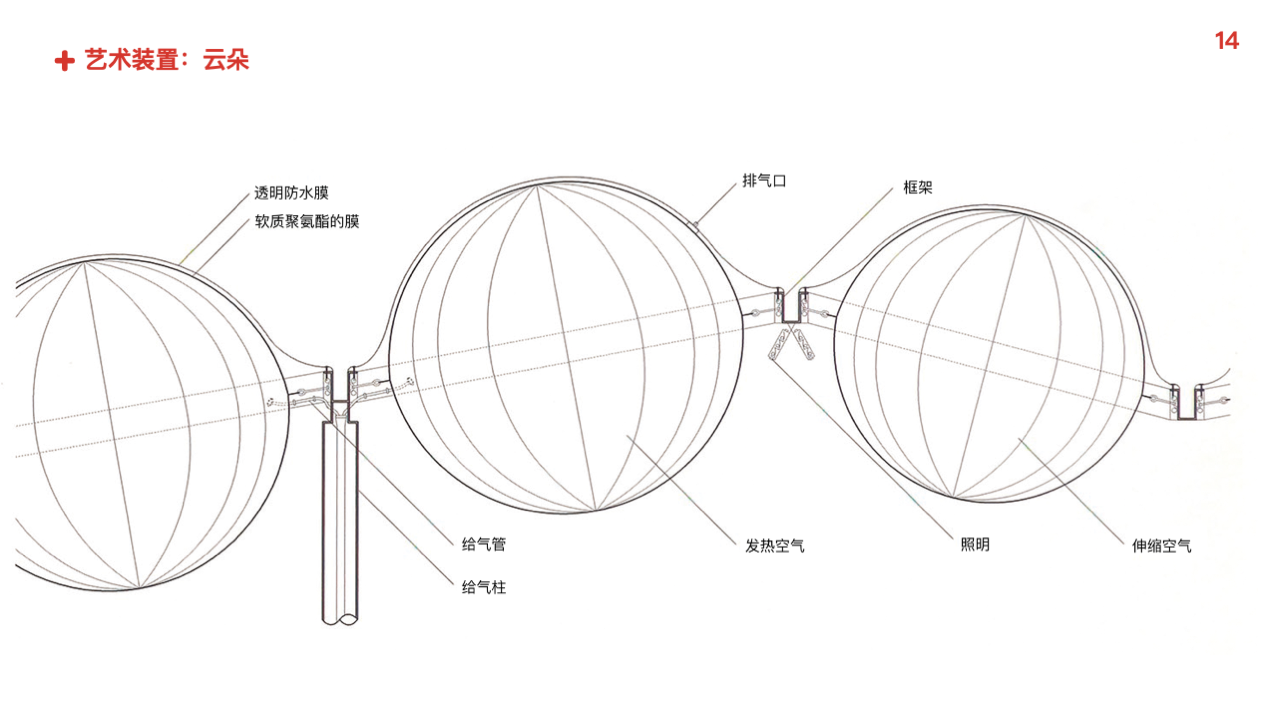 14
艺术装置：云朵
排气口
框架
透明防水膜
软质聚氨酯的膜
给气管
发热空气
照明
伸缩空气
给气柱